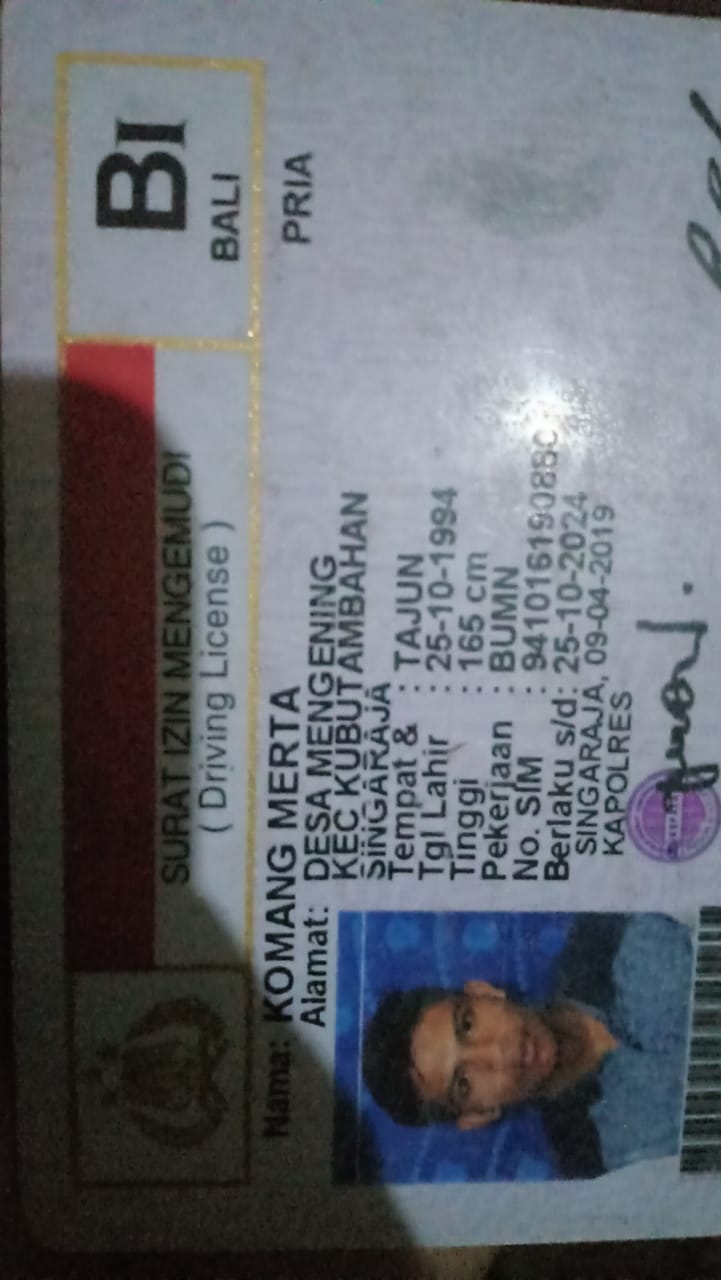 SURAT IZIN MENGEMUDI
( Driving License )
BI
BALI
Nama: KOMANG MERTA
PRIA
Alamat: DESA MENGENING
KEC KUBUTAMBAHAN
SINGARAJA
Tempat & : TAJUN
Tgl Lahir : 25-10-1994
Tinggi : 165 cm
Pekerjaan : BUMN
No. SIM :
Berlaku s/d: 25-10-2024
SINGARAJA, 09-04-2019
KAPOLRES